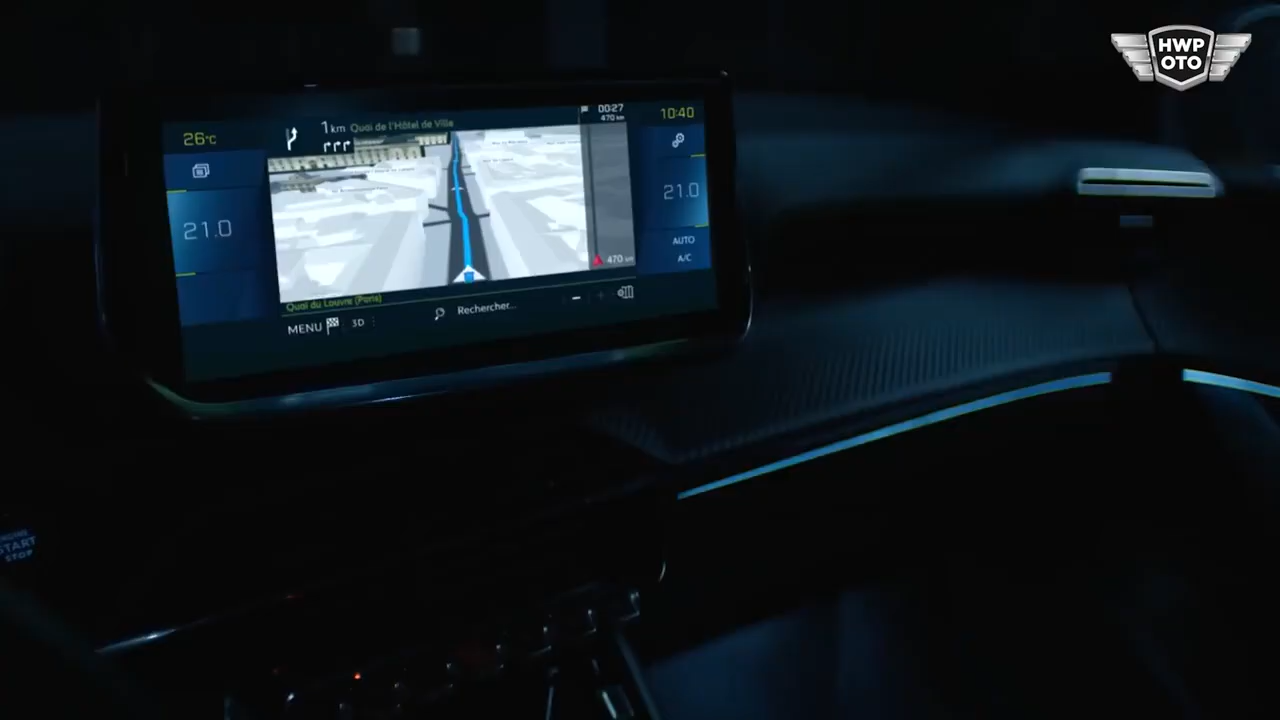 HWP
OTO
26°C
1 km Quai de l'Hôtel de Ville
00:27
470 km
10:40
21.0
21.0
AUTO
A/C
470 km
Quai du Louvre (Paris)
MENU
3D
Rechercher...
START
STOP